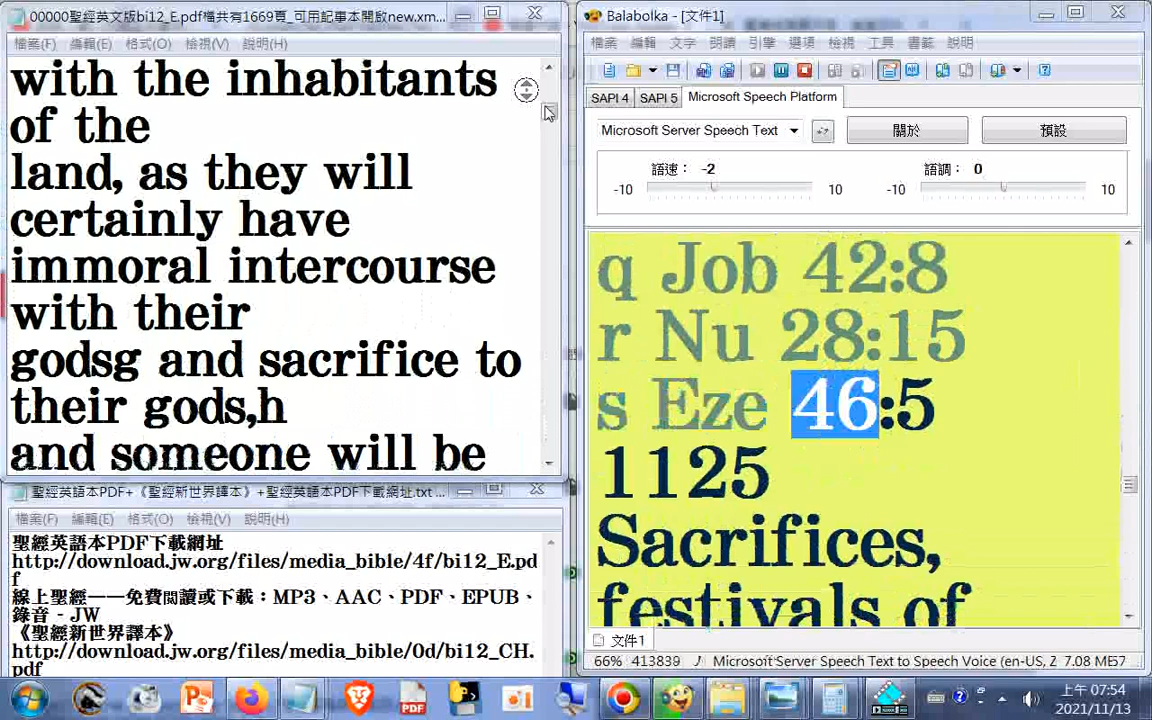 00000聖經英文版bi12_E.pdf檔共有1669頁_可用記事本開啟new.xm...
檔案(F) 編輯(E) 格式(O) 檢視(V) 說明(H)
with the inhabitants
of the
land, as they will
certainly have
immoral intercourse
with their
godsg and sacrifice to
their gods,h
and someone will be
聖經英語本PDF+《聖經新世界譯本》+聖經英語本PDF下載網址.txt ...
檔案(F) 編輯(E) 格式(O) 檢視(V) 說明(H)
聖經英語本PDF下載網址
http://download.jw.org/files/media_bible/4f/bi12_E.pd
f
線上聖經——免費閱讀或下載：MP3、AAC、PDF、EPUB、
錄音 - JW
《聖經新世界譯本》
http://download.jw.org/files/media_bible/0d/bi12_CH.
pdf
Balabolka - [文件1]
檔案 編輯 文字 朗讀 引擎 選項 檢視 工具 書籤 說明
SAPI 4 SAPI 5 Microsoft Speech Platform
Microsoft Server Speech Text 關於 預設
語速： -2 語調： 0
-10 10 -10 10
q Job 42:8
r Nu 28:15
s Eze 46:5
1125
Sacrifices,
festivals of
文件1
66% 413839 Microsoft Server Speech Text to Speech Voice (en-US, Z 7.08 ME57
上午 07:54
2021/11/13